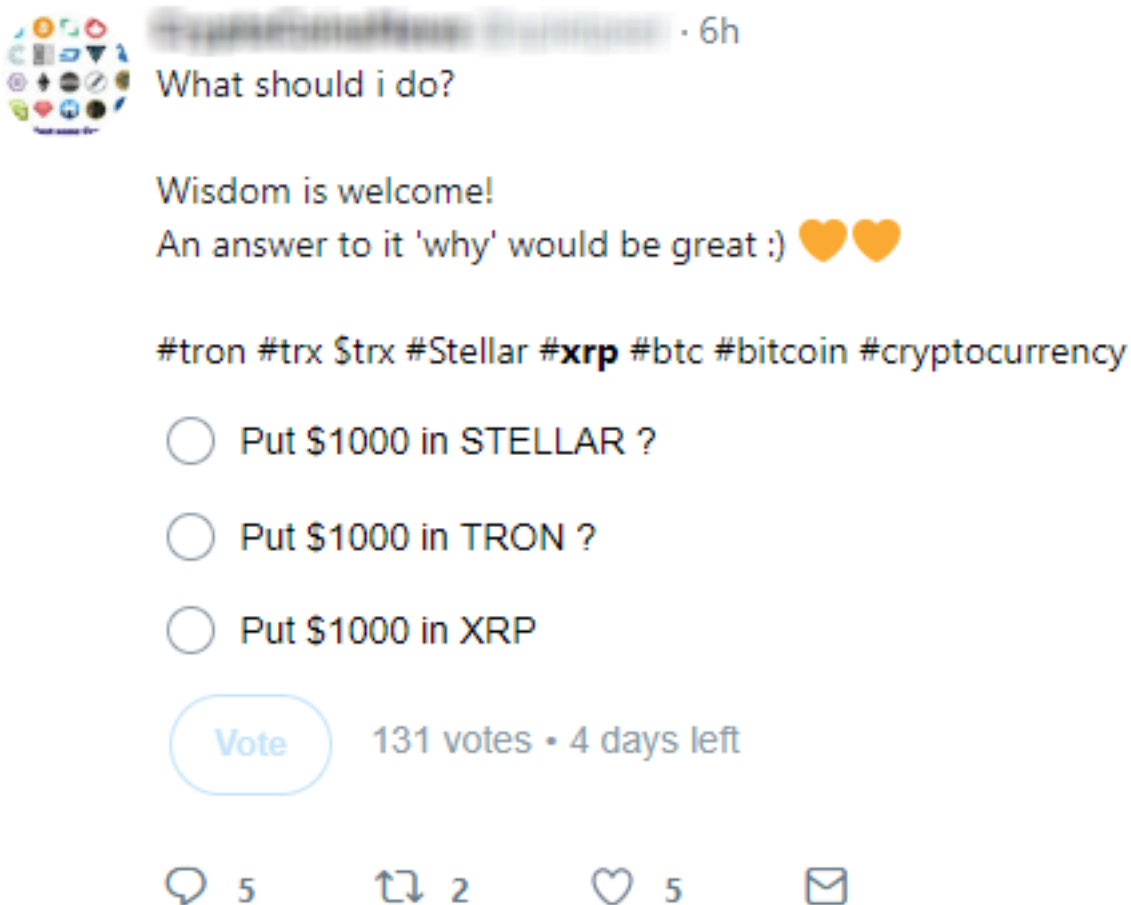 · 6h
What should i do?
Wisdom is welcome!
An answer to it 'why' would be great :) 🧡🧡
#tron #trx $trx #Stellar #xrp #btc #bitcoin #cryptocurrency
Put $1000 in STELLAR ?
Put $1000 in TRON ?
Put $1000 in XRP
Vote 131 votes • 4 days left
5 2 5